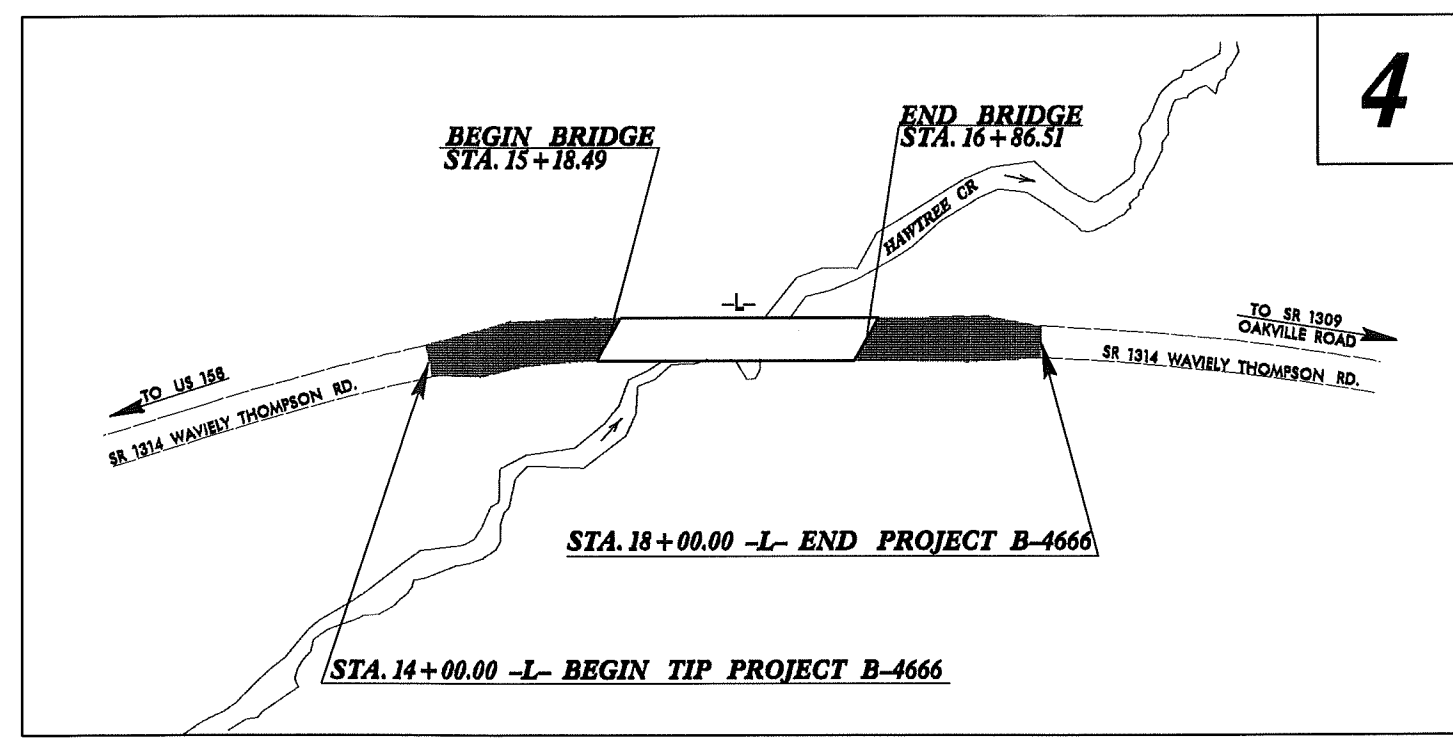 4
BEGIN BRIDGE
STA. 15+18.49
END BRIDGE
STA. 16+86.51
HAWTREE CR
-L-
TO SR 1309
OAKVILLE ROAD
SR 1314 WAVIELY THOMPSON RD.
TO US 158
SR 1314 WAVIELY THOMPSON RD.
STA. 18+00.00 -L- END PROJECT B-4666
STA. 14+00.00 -L- BEGIN TIP PROJECT B-4666